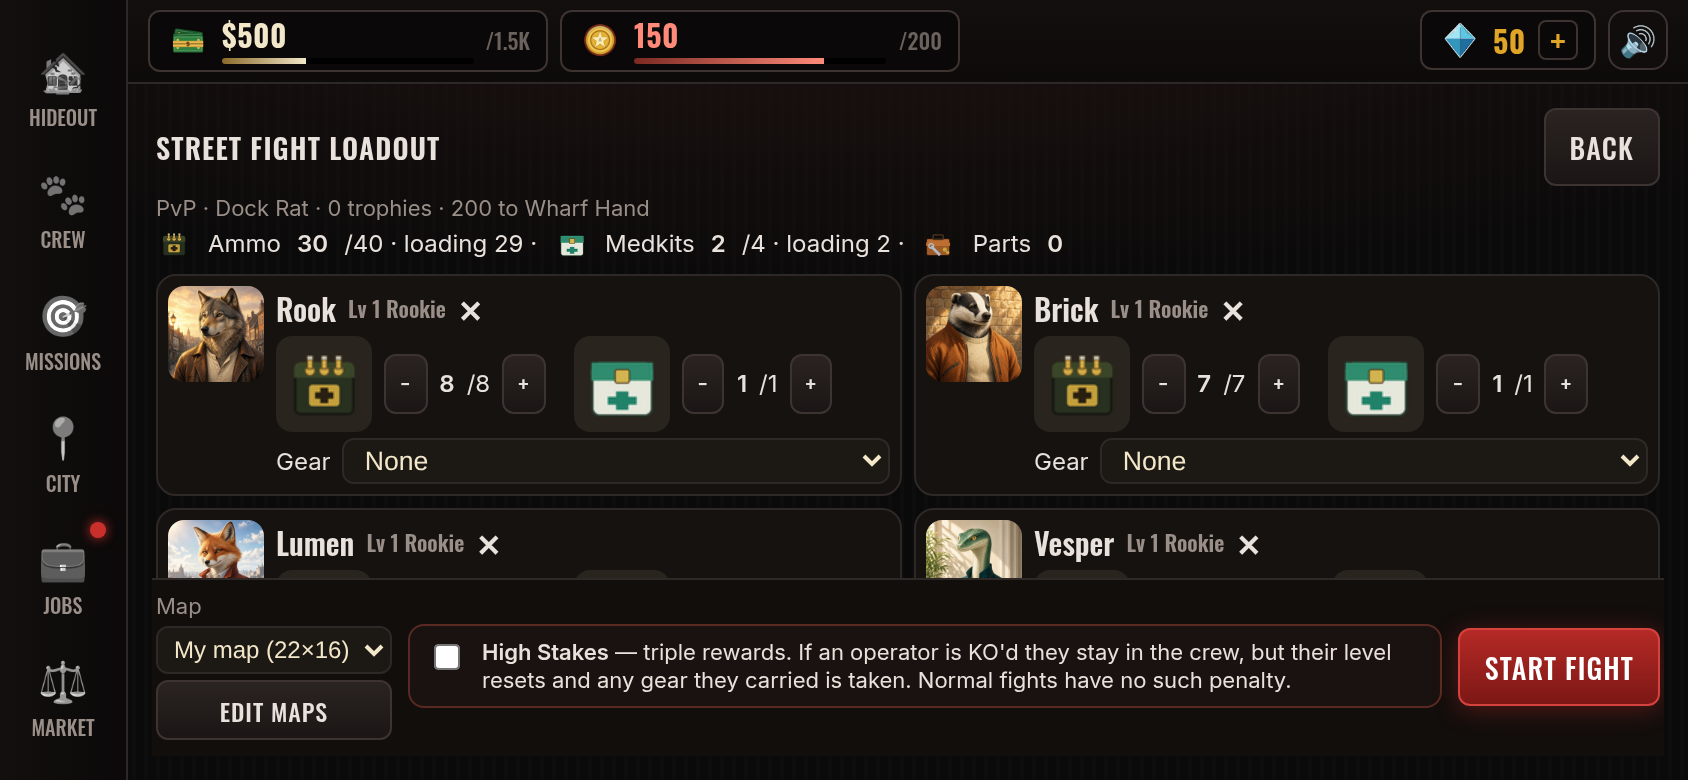 $500 /1.5K
150 /200
50 +
HIDEOUT
CREW
MISSIONS
CITY
JOBS
MARKET
STREET FIGHT LOADOUT
BACK
PvP · Dock Rat · 0 trophies · 200 to Wharf Hand
Ammo 30 /40 · loading 29 · Medkits 2 /4 · loading 2 · Parts 0
Rook Lv 1 Rookie ✕
- 8 /8 + - 1 /1 +
Gear None
Brick Lv 1 Rookie ✕
- 7 /7 + - 1 /1 +
Gear None
Lumen Lv 1 Rookie ✕
Vesper Lv 1 Rookie ✕
Map
My map (22×16)
EDIT MAPS
High Stakes — triple rewards. If an operator is KO'd they stay in the crew, but their level
resets and any gear they carried is taken. Normal fights have no such penalty.
START FIGHT